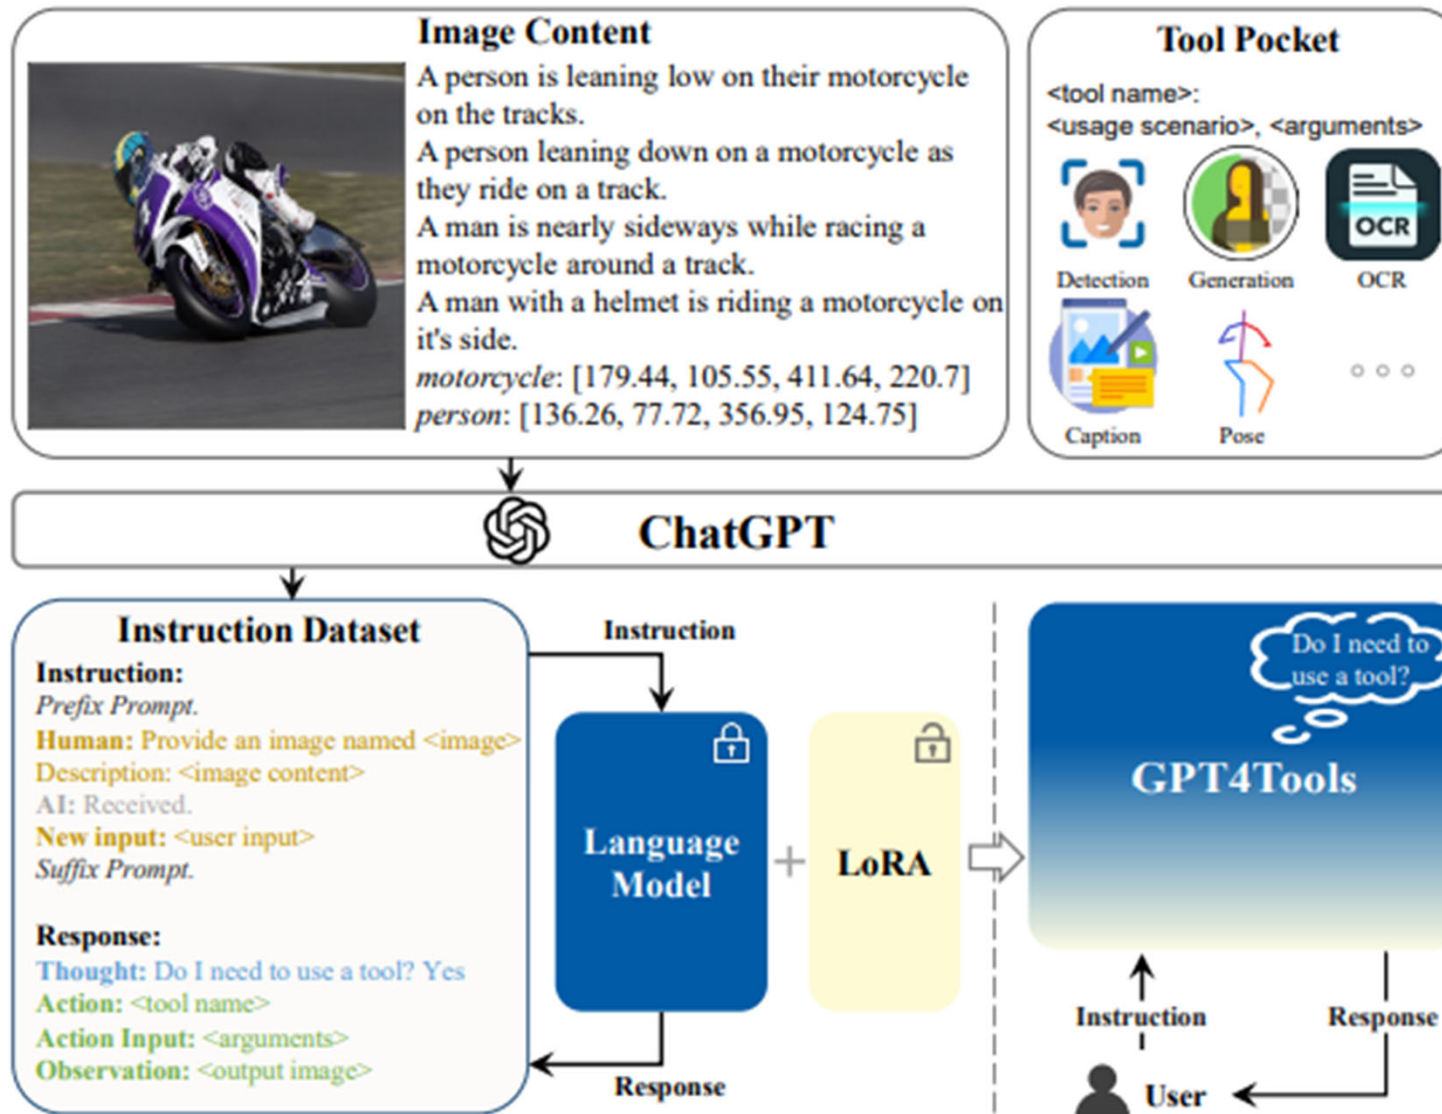 Image Content
A person is leaning low on their motorcycle
on the tracks.
A person leaning down on a motorcycle as
they ride on a track.
A man is nearly sideways while racing a
motorcycle around a track.
A man with a helmet is riding a motorcycle on
it's side.
motorcycle: [179.44, 105.55, 411.64, 220.7]
person: [136.26, 77.72, 356.95, 124.75]
Tool Pocket
<tool name>:
<usage scenario>, <arguments>
OCR
Detection
Generation
OCR
Caption
Pose
ChatGPT
Instruction Dataset
Instruction:
Prefix Prompt.
Human: Provide an image named <image>
Description: <image content>
AI: Received.
New input: <user input>
Suffix Prompt.
Response:
Thought: Do I need to use a tool? Yes
Action: <tool name>
Action Input: <arguments>
Observation: <output image>
Instruction
Language
Model
+
LoRA
Response
Do I need to
use a tool?
GPT4Tools
Instruction
Response
User